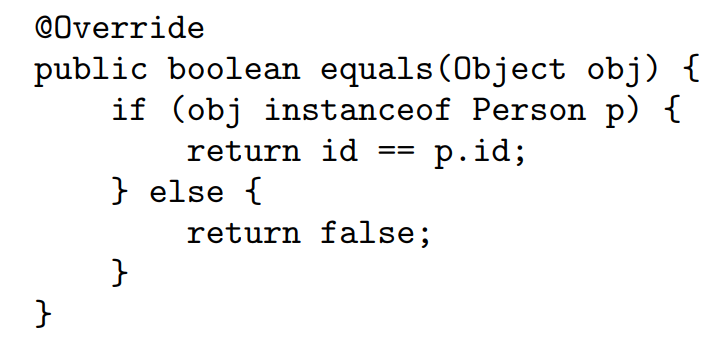 @Override
public boolean equals(Object obj) {
    if (obj instanceof Person p) {
        return id == p.id;
    } else {
        return false;
    }
}